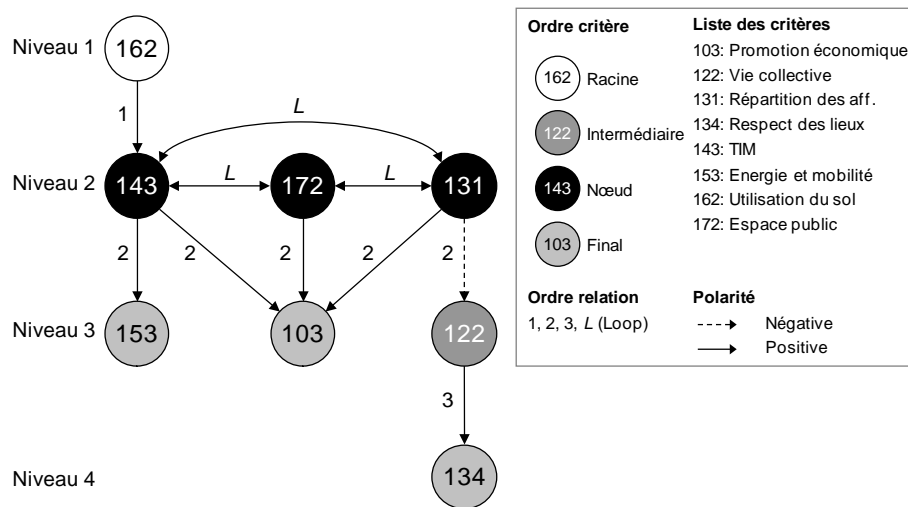 Niveau 1
162
1
L
Niveau 2
143
L
172
L
131
2
2
2
2
2
Niveau 3
153
103
122
3
Niveau 4
134
Ordre critère
162 Racine
122 Intermédiaire
143 Nœud
103 Final
Ordre relation
1, 2, 3, L (Loop)
Liste des critères
103: Promotion économique
122: Vie collective
131: Répartition des aff.
134: Respect des lieux
143: TIM
153: Energie et mobilité
162: Utilisation du sol
172: Espace public
Polarité
Négative
Positive